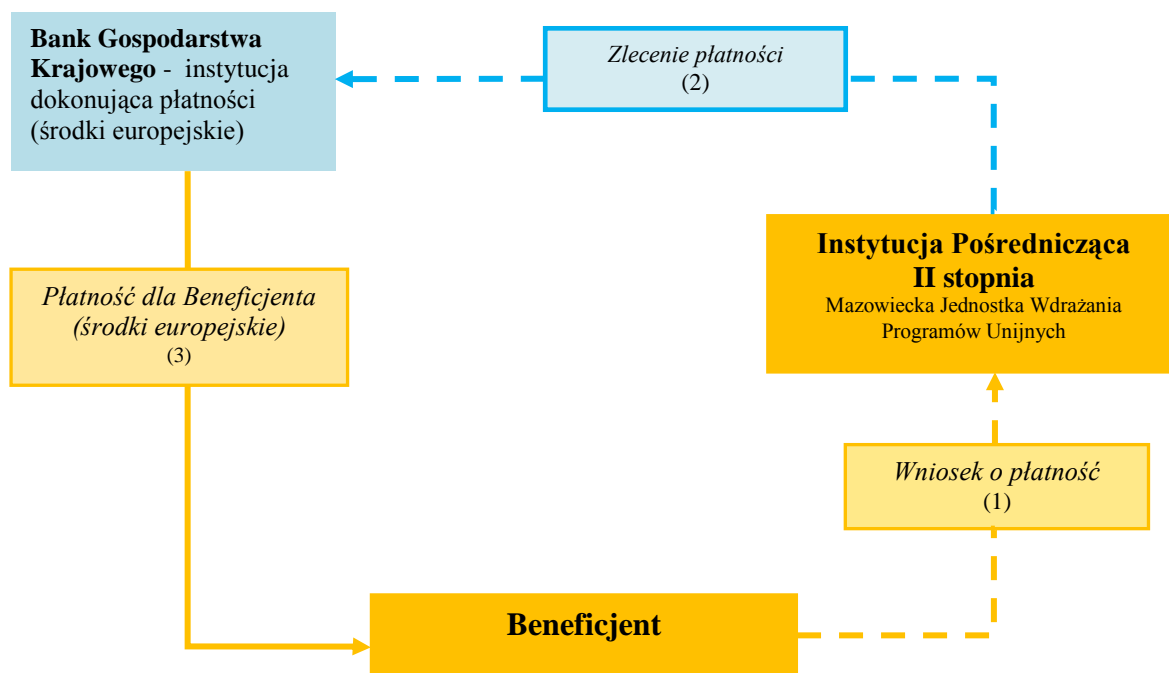 Bank Gospodarstwa
Krajowego - instytucja
dokonująca płatności
(środki europejskie)
Zlecenie płatności
(2)
Instytucja Pośrednicząca
II stopnia
Mazowiecka Jednostka Wdrażania
Programów Unijnych
Płatność dla Beneficjenta
(środki europejskie)
(3)
Wniosek o płatność
(1)
Beneficjent